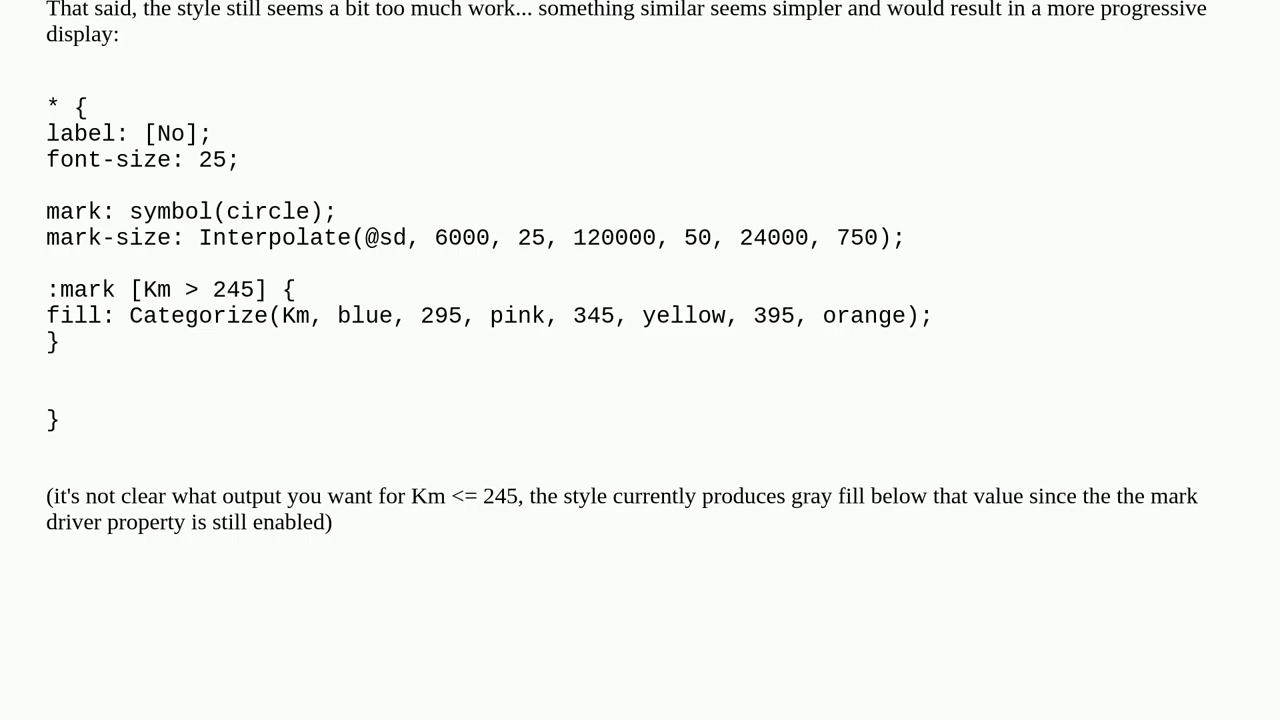 That said, the style still seems a bit too much work... something similar seems simpler and would result in a more progressive
display:
* {
label: [No];
font-size: 25;
mark: symbol(circle);
mark-size: Interpolate(@sd, 6000, 25, 120000, 50, 24000, 750);
:mark [Km > 245] {
fill: Categorize(Km, blue, 295, pink, 345, yellow, 395, orange);
}
}
(it's not clear what output you want for Km <= 245, the style currently produces gray fill below that value since the the mark
driver property is still enabled)